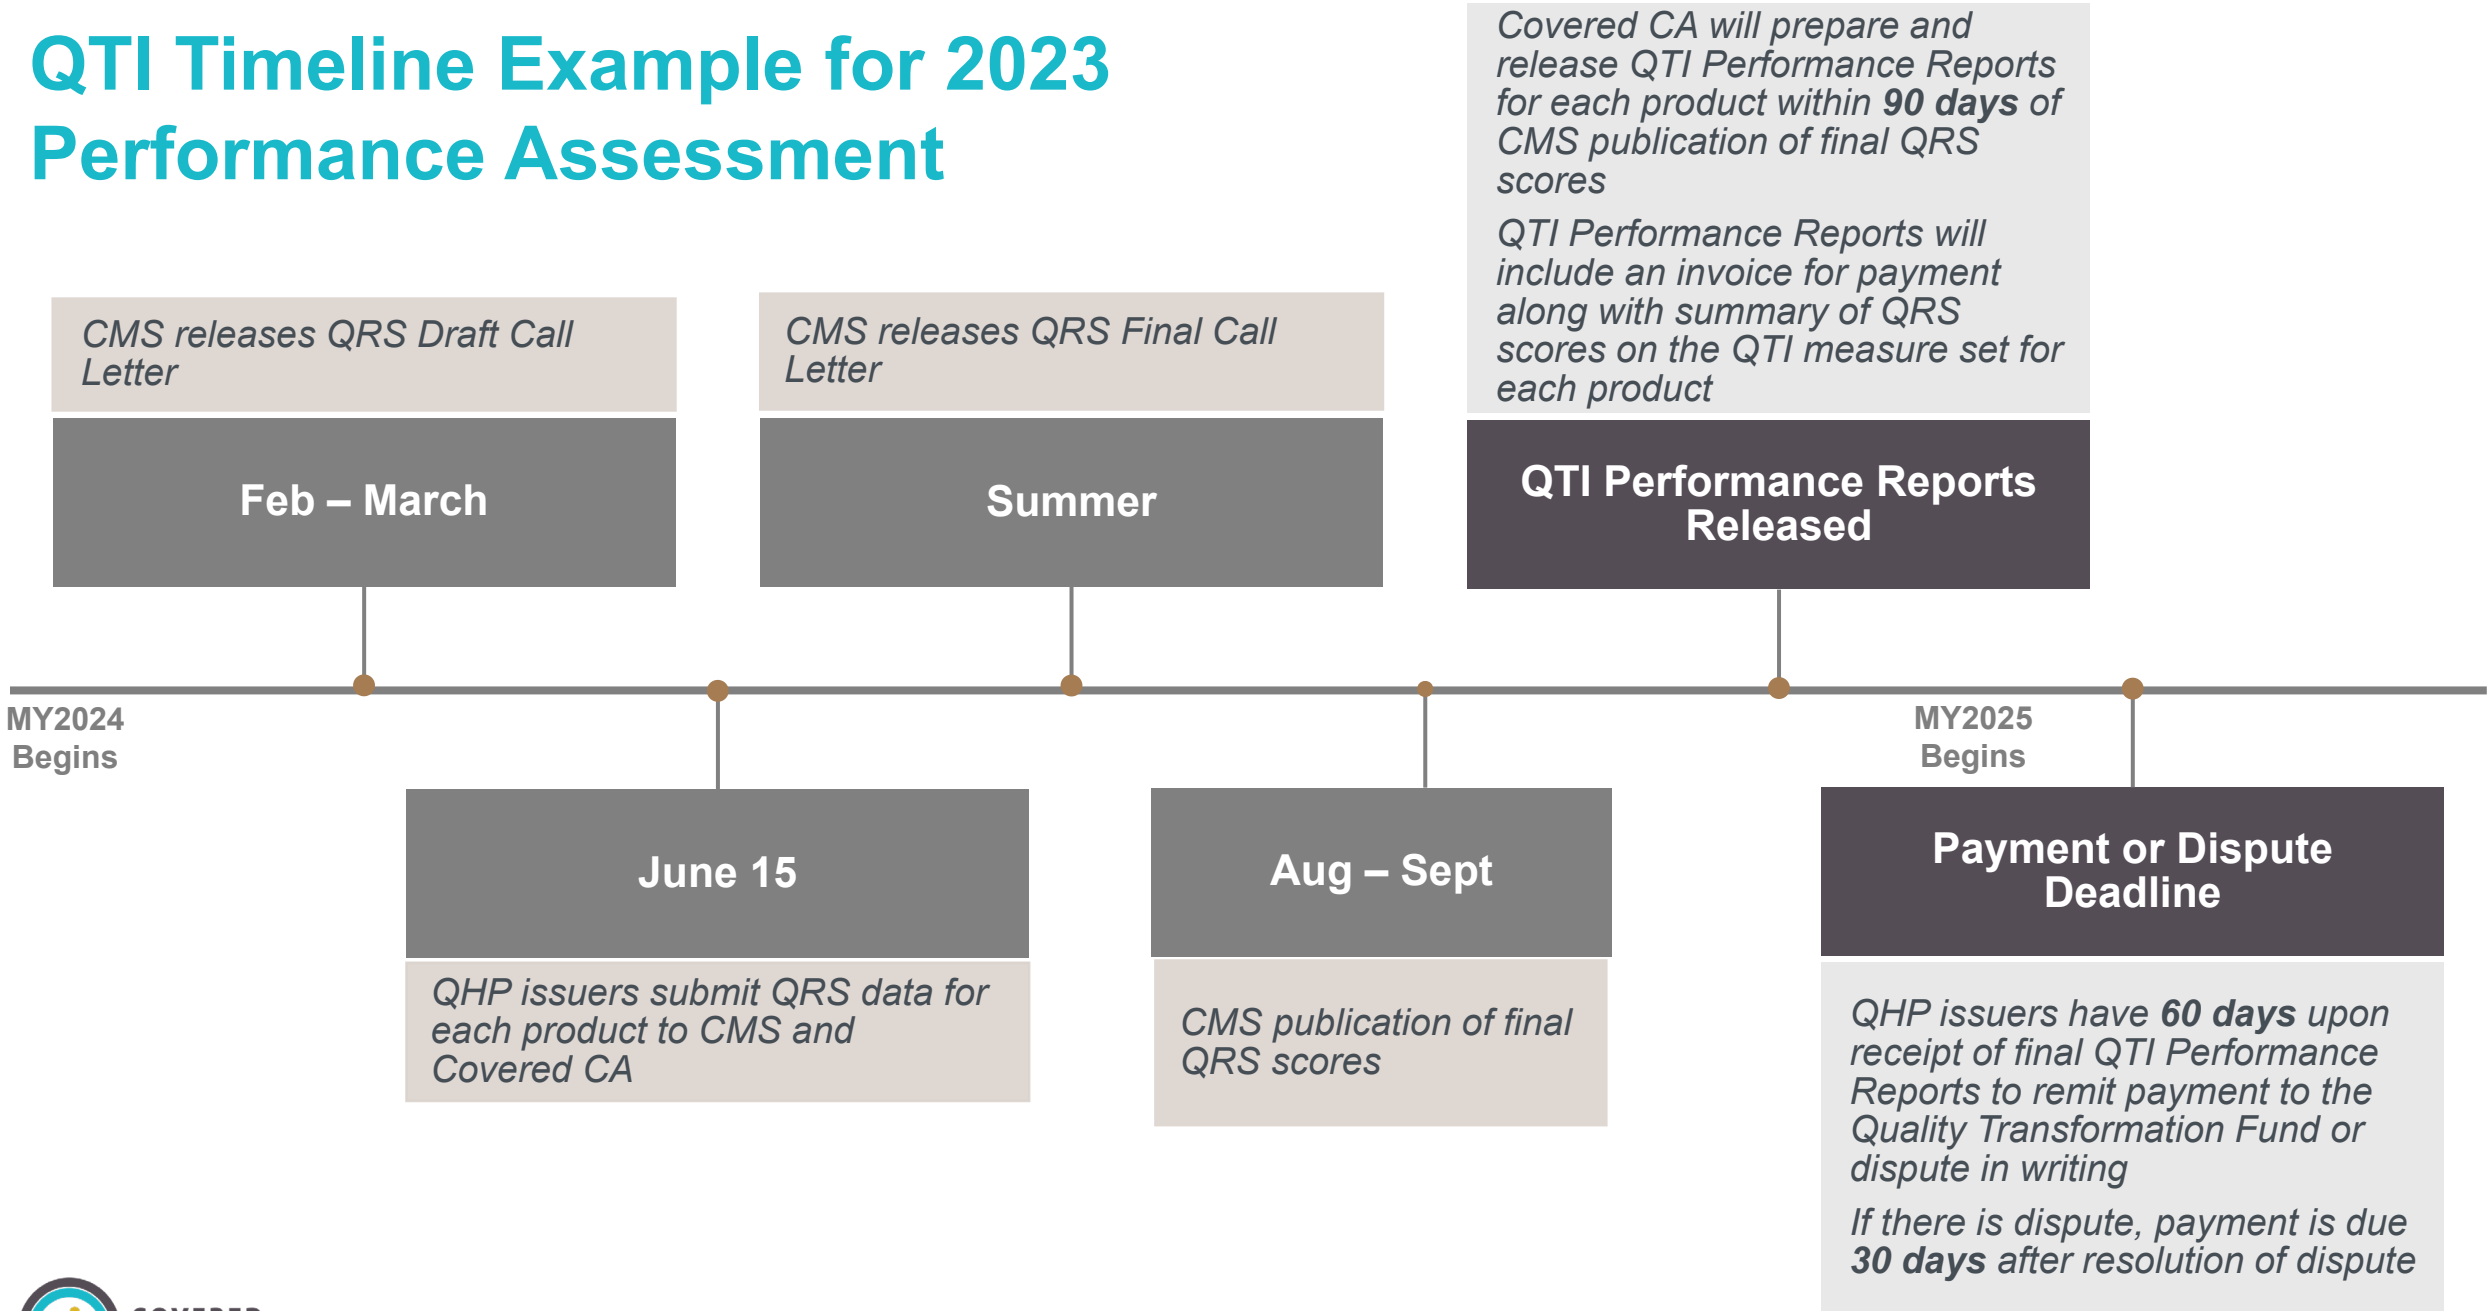 QTI Timeline Example for 2023
Performance Assessment
Covered CA will prepare and
release QTI Performance Reports
for each product within 90 days of
CMS publication of final QRS
scores
QTI Performance Reports will
include an invoice for payment
along with summary of QRS
scores on the QTI measure set for
each product
CMS releases QRS Draft Call
Letter
CMS releases QRS Final Call
Letter
Feb – March
Summer
QTI Performance Reports
Released
MY2024
Begins
MY2025
Begins
June 15
Aug – Sept
Payment or Dispute
Deadline
QHP issuers submit QRS data for
each product to CMS and
Covered CA
CMS publication of final
QRS scores
QHP issuers have 60 days upon
receipt of final QTI Performance
Reports to remit payment to the
Quality Transformation Fund or
dispute in writing
If there is dispute, payment is due
30 days after resolution of dispute